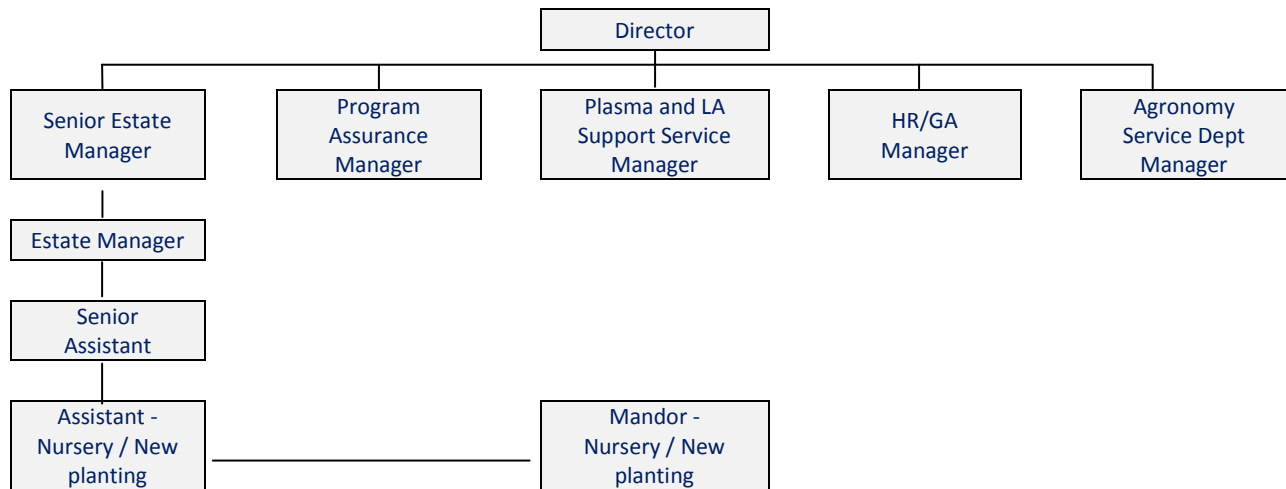 Director
Senior Estate
Manager
Program
Assurance
Manager
Plasma and LA
Support Service
Manager
HR/GA
Manager
Agronomy
Service Dept
Manager
Estate Manager
Senior
Assistant
Assistant -
Nursery / New
planting
Mandor -
Nursery / New
planting